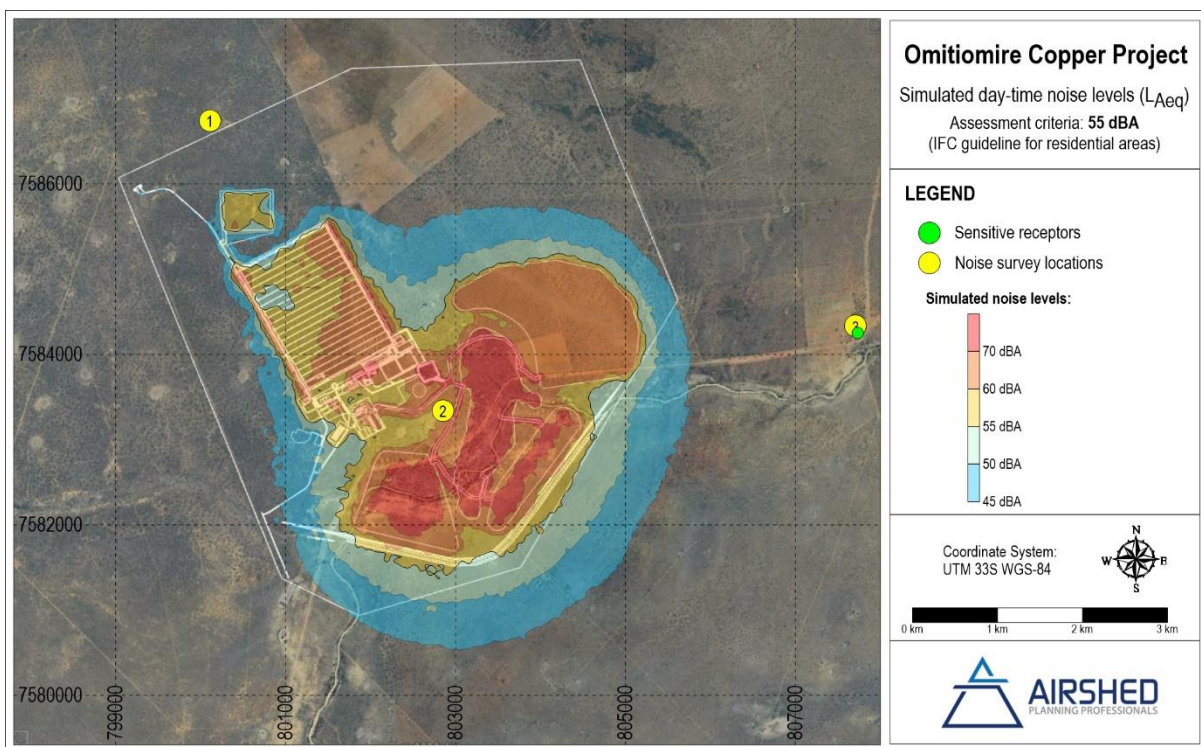 1
7586000
7584000
2
7582000
7580000
799000
801000
803000
805000
807000
Omitiomire Copper Project
Simulated day-time noise levels (LAeq)
Assessment criteria: 55 dBA
(IFC guideline for residential areas)
LEGEND
Sensitive receptors
Noise survey locations
Simulated noise levels:
70 dBA
60 dBA
55 dBA
50 dBA
45 dBA
Coordinate System:
UTM 33S WGS-84
N
W E
S
0 km 1 km 2 km 3 km
AIRSHED
PLANNING PROFESSIONALS